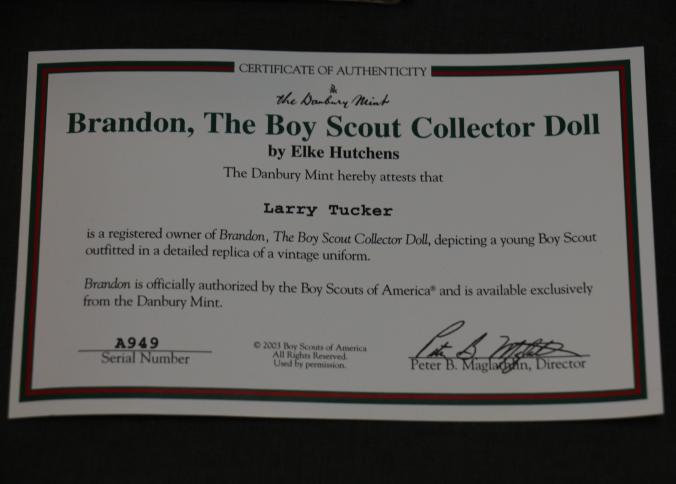 CERTIFICATE OF AUTHENTICITY
the Danbury Mint
Brandon, The Boy Scout Collector Doll
by Elke Hutchens
The Danbury Mint hereby attests that
Larry Tucker
is a registered owner of Brandon, The Boy Scout Collector Doll, depicting a young Boy Scout
outfitted in a detailed replica of a vintage uniform.
Brandon is officially authorized by the Boy Scouts of America® and is available exclusively
from the Danbury Mint.
A949
Serial Number
© 2003 Boy Scouts of America
All Rights Reserved.
Used by permission.
Peter B. Maglathlin, Director